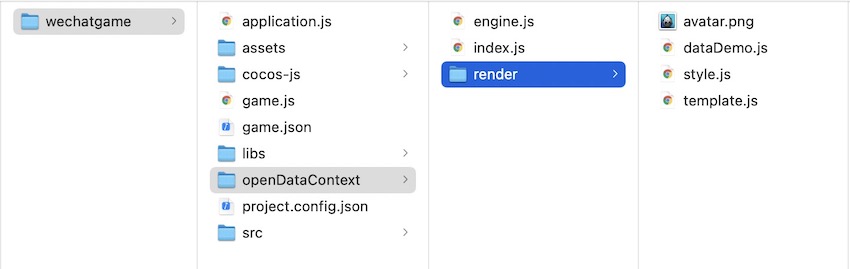 wechatgame
application.js
assets
cocos-js
game.js
game.json
libs
openDataContext
project.config.json
src
engine.js
index.js
render
avatar.png
dataDemo.js
style.js
template.js